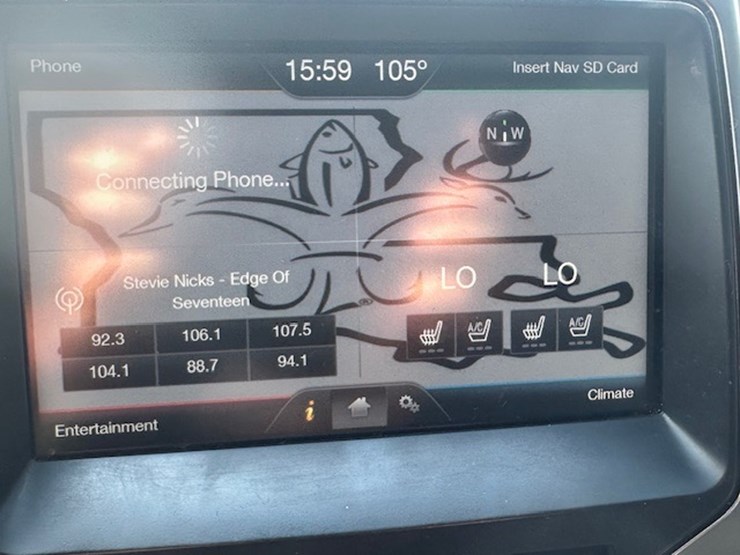 Phone
15:59 105°
Insert Nav SD Card
N W
Connecting Phone...
Stevie Nicks - Edge Of
Seventeen
LO LO
92.3 106.1 107.5
104.1 88.7 94.1
A/C A/C
Entertainment
i
Climate